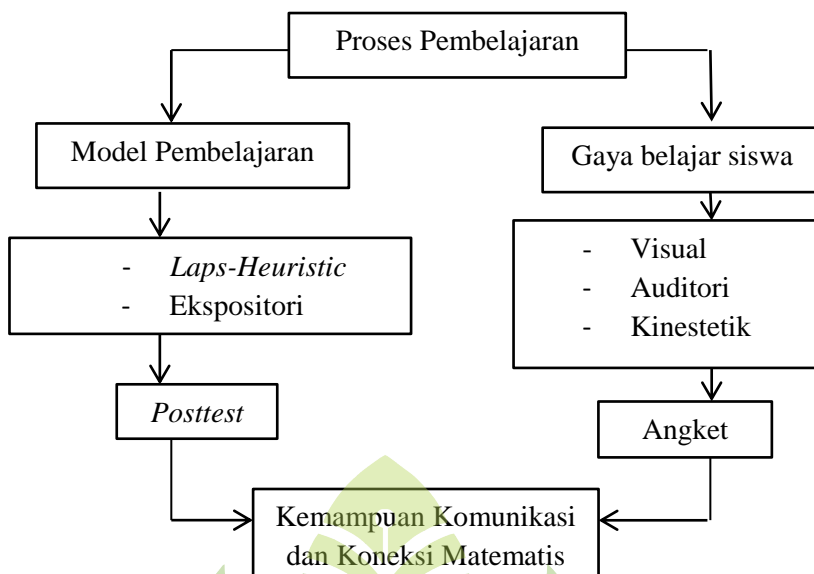 Proses Pembelajaran
Model Pembelajaran
Gaya belajar siswa
- Laps-Heuristic
- Ekspositori
- Visual
- Auditori
- Kinestetik
Posttest
Angket
Kemampuan Komunikasi
dan Koneksi Matematis